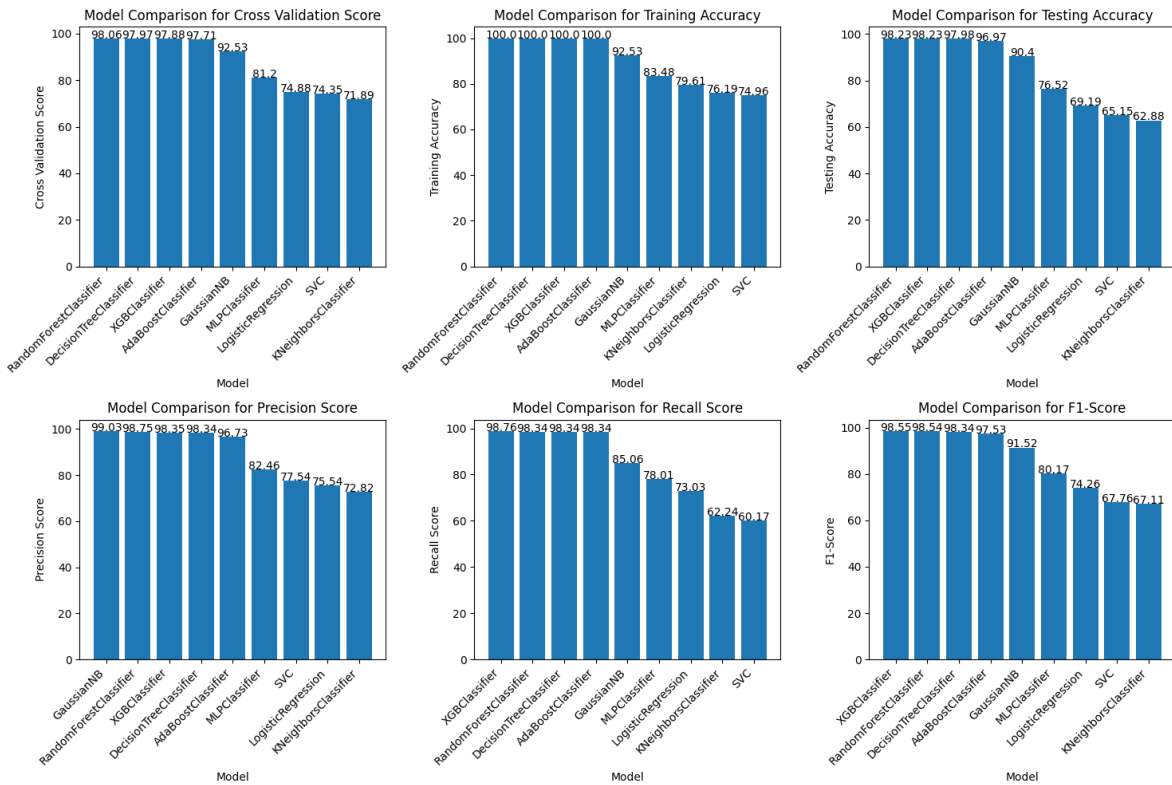 Model Comparison for Cross Validation Score
Cross Validation Score
100
80
60
40
20
0
98.06
97.97
97.88
97.71
92.53
81.2
74.88
74.35
71.89
RandomForestClassifier
DecisionTreeClassifier
XGBClassifier
AdaBoostClassifier
GaussianNB
MLPClassifier
LogisticRegression
SVC
KNeighborsClassifier
Model
Model Comparison for Training Accuracy
Training Accuracy
100
80
60
40
20
0
100.0
100.0
100.0
100.0
92.53
83.48
79.61
76.19
74.96
RandomForestClassifier
DecisionTreeClassifier
XGBClassifier
AdaBoostClassifier
GaussianNB
MLPClassifier
KNeighborsClassifier
LogisticRegression
SVC
Model
Model Comparison for Testing Accuracy
Testing Accuracy
100
80
60
40
20
0
98.23
98.23
97.98
96.97
90.4
76.52
69.19
65.15
62.88
RandomForestClassifier
XGBClassifier
DecisionTreeClassifier
AdaBoostClassifier
GaussianNB
MLPClassifier
LogisticRegression
SVC
KNeighborsClassifier
Model
Model Comparison for Precision Score
Precision Score
100
80
60
40
20
0
99.03
98.75
98.35
98.34
96.73
82.46
77.54
75.54
72.82
GaussianNB
RandomForestClassifier
XGBClassifier
DecisionTreeClassifier
AdaBoostClassifier
MLPClassifier
SVC
LogisticRegression
KNeighborsClassifier
Model
Model Comparison for Recall Score
Recall Score
100
80
60
40
20
0
98.76
98.34
98.34
98.34
85.06
78.01
73.03
62.24
60.17
XGBClassifier
RandomForestClassifier
DecisionTreeClassifier
AdaBoostClassifier
GaussianNB
MLPClassifier
LogisticRegression
KNeighborsClassifier
SVC
Model
Model Comparison for F1-Score
F1-Score
100
80
60
40
20
0
98.55
98.54
98.34
97.53
91.52
80.17
74.26
67.76
67.11
XGBClassifier
RandomForestClassifier
DecisionTreeClassifier
AdaBoostClassifier
GaussianNB
MLPClassifier
LogisticRegression
SVC
KNeighborsClassifier
Model